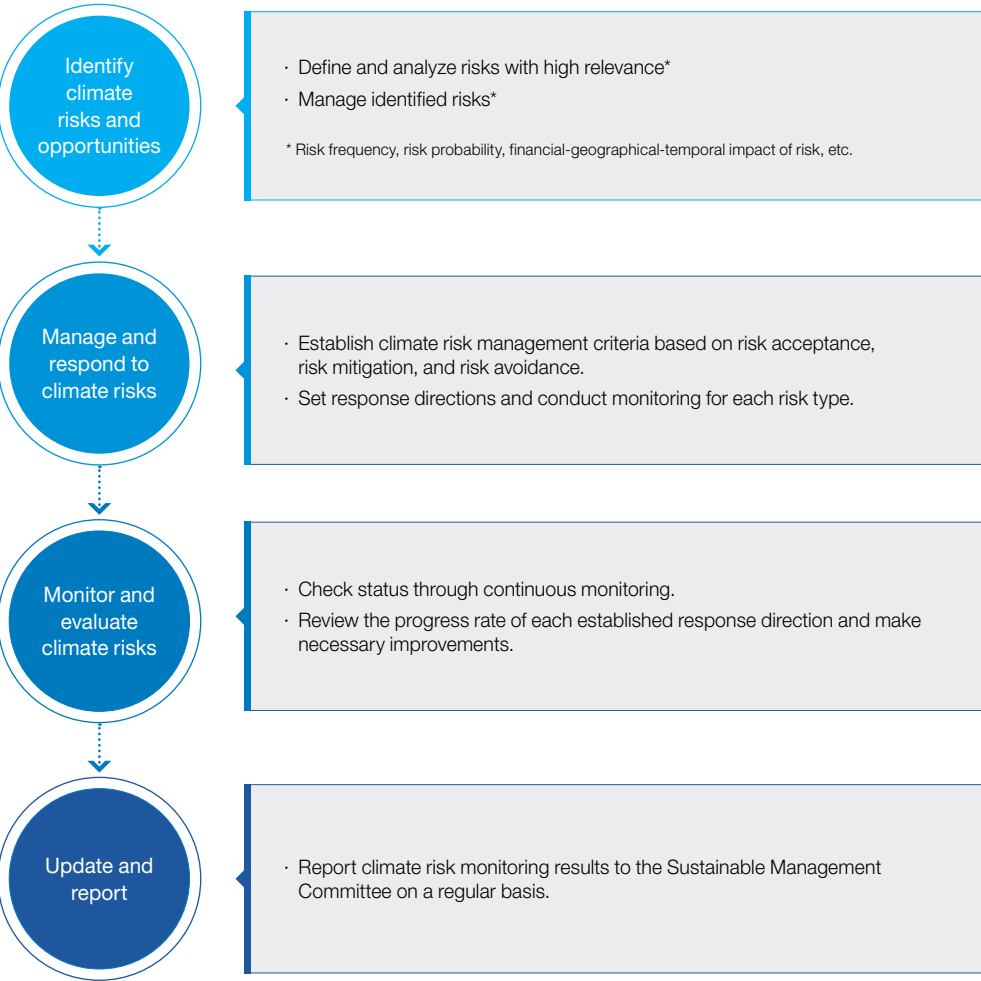 Identify
climate
risks and
opportunities
· Define and analyze risks with high relevance*
· Manage identified risks*
* Risk frequency, risk probability, financial-geographical-temporal impact of risk, etc.
Manage and
respond to
climate risks
· Establish climate risk management criteria based on risk acceptance,
risk mitigation, and risk avoidance.
· Set response directions and conduct monitoring for each risk type.
Monitor and
evaluate
climate risks
· Check status through continuous monitoring.
· Review the progress rate of each established response direction and make
necessary improvements.
Update and
report
· Report climate risk monitoring results to the Sustainable Management
Committee on a regular basis.